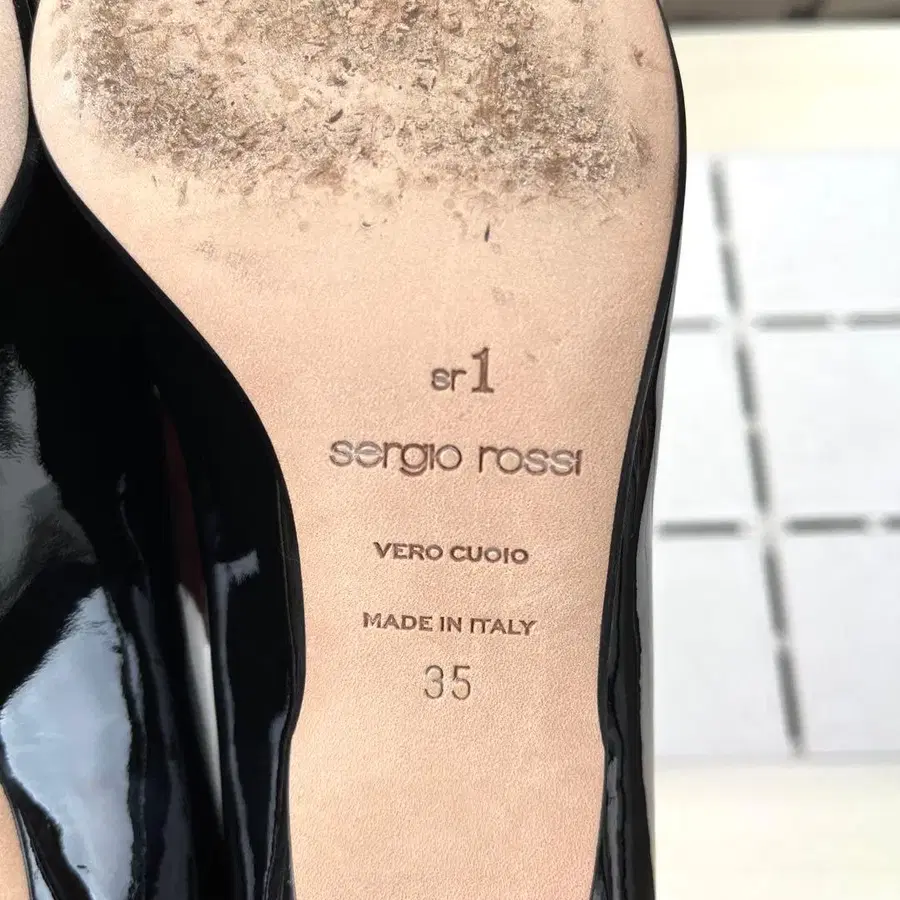 sr1
sergio rossi
VERO CUOIO
MADE IN ITALY
35